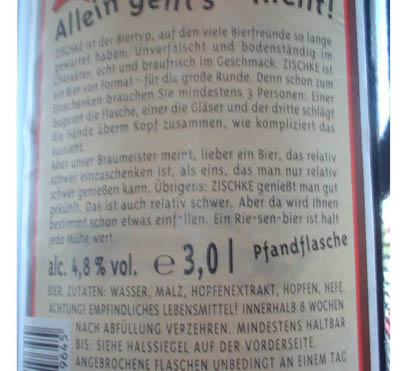 Allein geht's nicht!
ZISCHKE ist der Biertyp, auf den viele Bierfreunde so lange
gewartet haben: Unverfälscht und bodenständig im
Charakter, echt und braufrisch im Geschmack: ZISCHKE ist
ein Bier von Format - für die große Runde. Denn schon zum
Einschenken brauchen Sie mindestens 3 Personen: Einer
bugsiert die Flasche, einer die Gläser und der dritte schlägt
die Hände überm Kopf zusammen, wie kompliziert das
aussieht.
Aber unser Braumeister meint, lieber ein Bier, das relativ
schwer einzuschenken ist, als eins, das man nur relativ
schwer genießen kann. Übrigens: ZISCHKE genießt man gut
gekühlt. Das ist auch relativ schwer. Aber da wird Ihnen
bestimmt schon etwas einfallen. Ein Rie-sen-bier ist halt
jede Mühe wert.
alc. 4,8 % vol. e 3,0 l Pfandflasche
BIER. ZUTATEN: WASSER, MALZ, HOPFENEXTRAKT, HOPFEN, HEFE.
ACHTUNG! EMPFINDLICHES LEBENSMITTEL! INNERHALB 8 WOCHEN
NACH ABFÜLLUNG VERZEHREN. MINDESTENS HALTBAR
BIS: SIEHE HALSSIEGEL AUF DER VORDERSEITE.
ANGEBROCHENE FLASCHEN UNBEDINGT AN EINEM TAG
9645